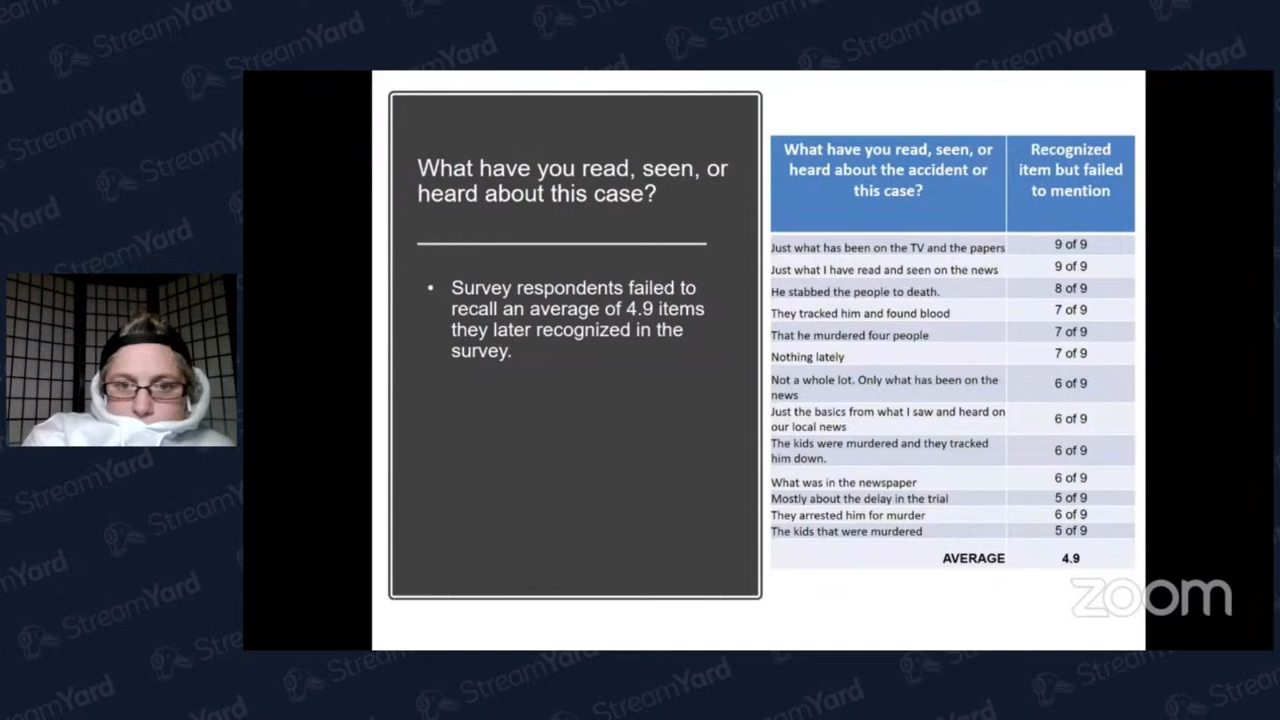 What have you read, seen, or
heard about this case?
• Survey respondents failed to
recall an average of 4.9 items
they later recognized in the
survey.
What have you read, seen, or
heard about the accident or
this case?
Recognized
item but failed
to mention
Just what has been on the TV and the papers 9 of 9
Just what I have read and seen on the news 9 of 9
He stabbed the people to death. 8 of 9
They tracked him and found blood 7 of 9
That he murdered four people 7 of 9
Nothing lately 7 of 9
Not a whole lot. Only what has been on the
news 6 of 9
Just the basics from what I saw and heard on
our local news 6 of 9
The kids were murdered and they tracked
him down. 6 of 9
What was in the newspaper 6 of 9
Mostly about the delay in the trial 5 of 9
They arrested him for murder 6 of 9
The kids that were murdered 5 of 9
AVERAGE 4.9
zoom
StreamYard